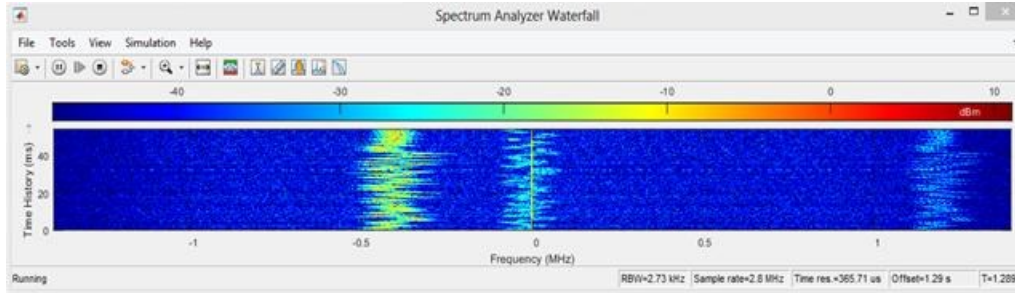 Spectrum Analyzer Waterfall
File Tools View Simulation Help
-40 -30 -20 -10 0 10
dBm
Time History (ms) -->
40
20
0
-1 -0.5 0 0.5 1
Frequency (MHz)
Running RBW=2.73 kHz Sample rate=2.8 MHz Time res.=365.71 us Offset=1.29 s T=1.289